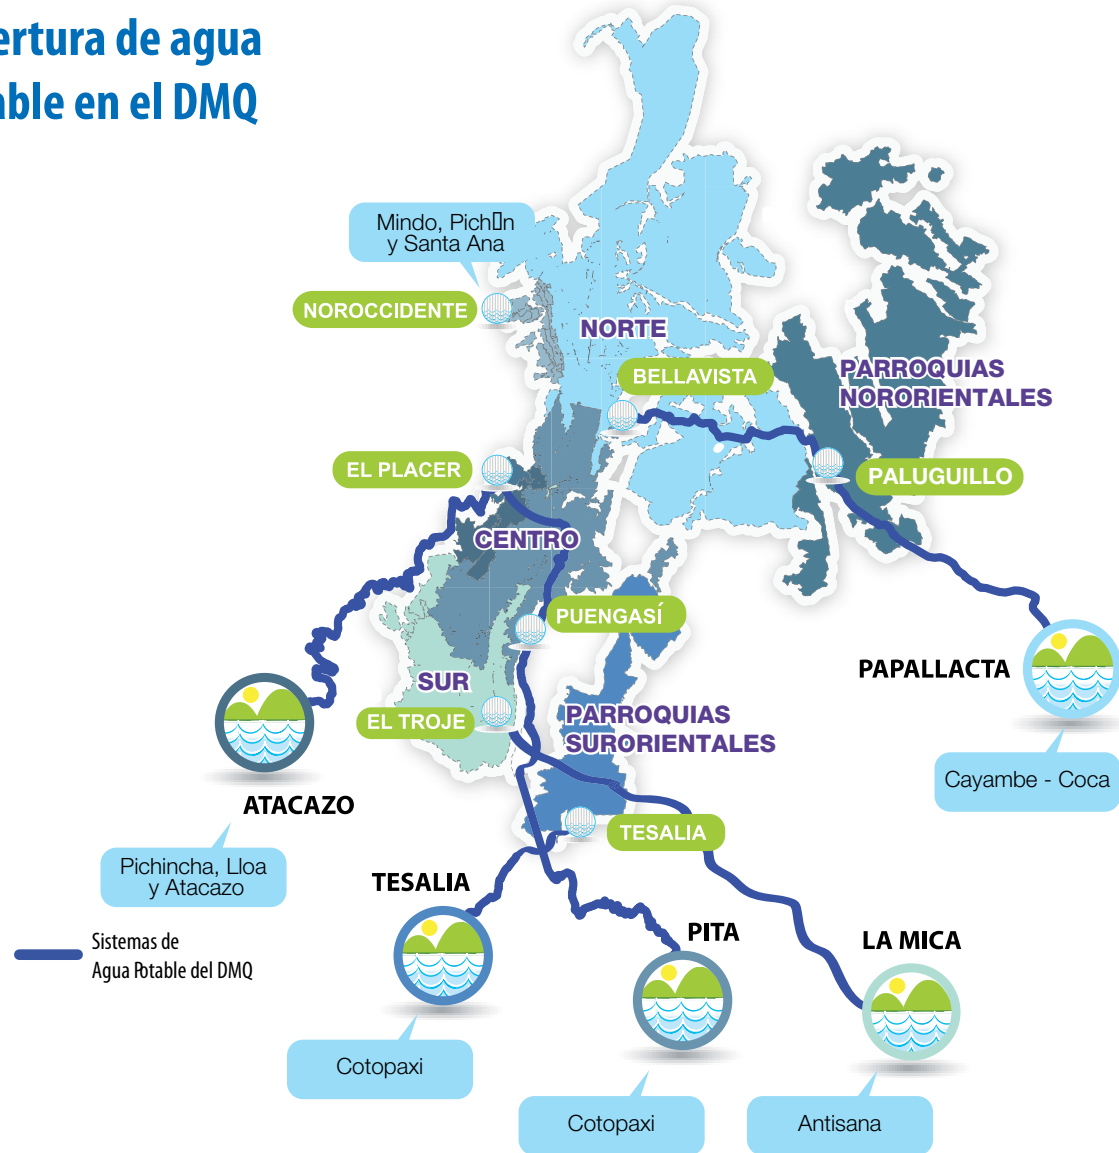 ertura de agua
able en el DMQ
Mindo, Pich▯n
y Santa Ana
NOROCCIDENTE
NORTE
BELLAVISTA
PARROQUIAS
NORORIENTALES
EL PLACER
PALUGUILLO
CENTRO
PUENGASÍ
PAPALLACTA
SUR
EL TROJE
PARROQUIAS
SURORIENTALES
Cayambe - Coca
ATACAZO
TESALIA
Pichincha, Lloa
y Atacazo
TESALIA
PITA
LA MICA
Sistemas de
Agua Potable del DMQ
Cotopaxi
Cotopaxi
Antisana